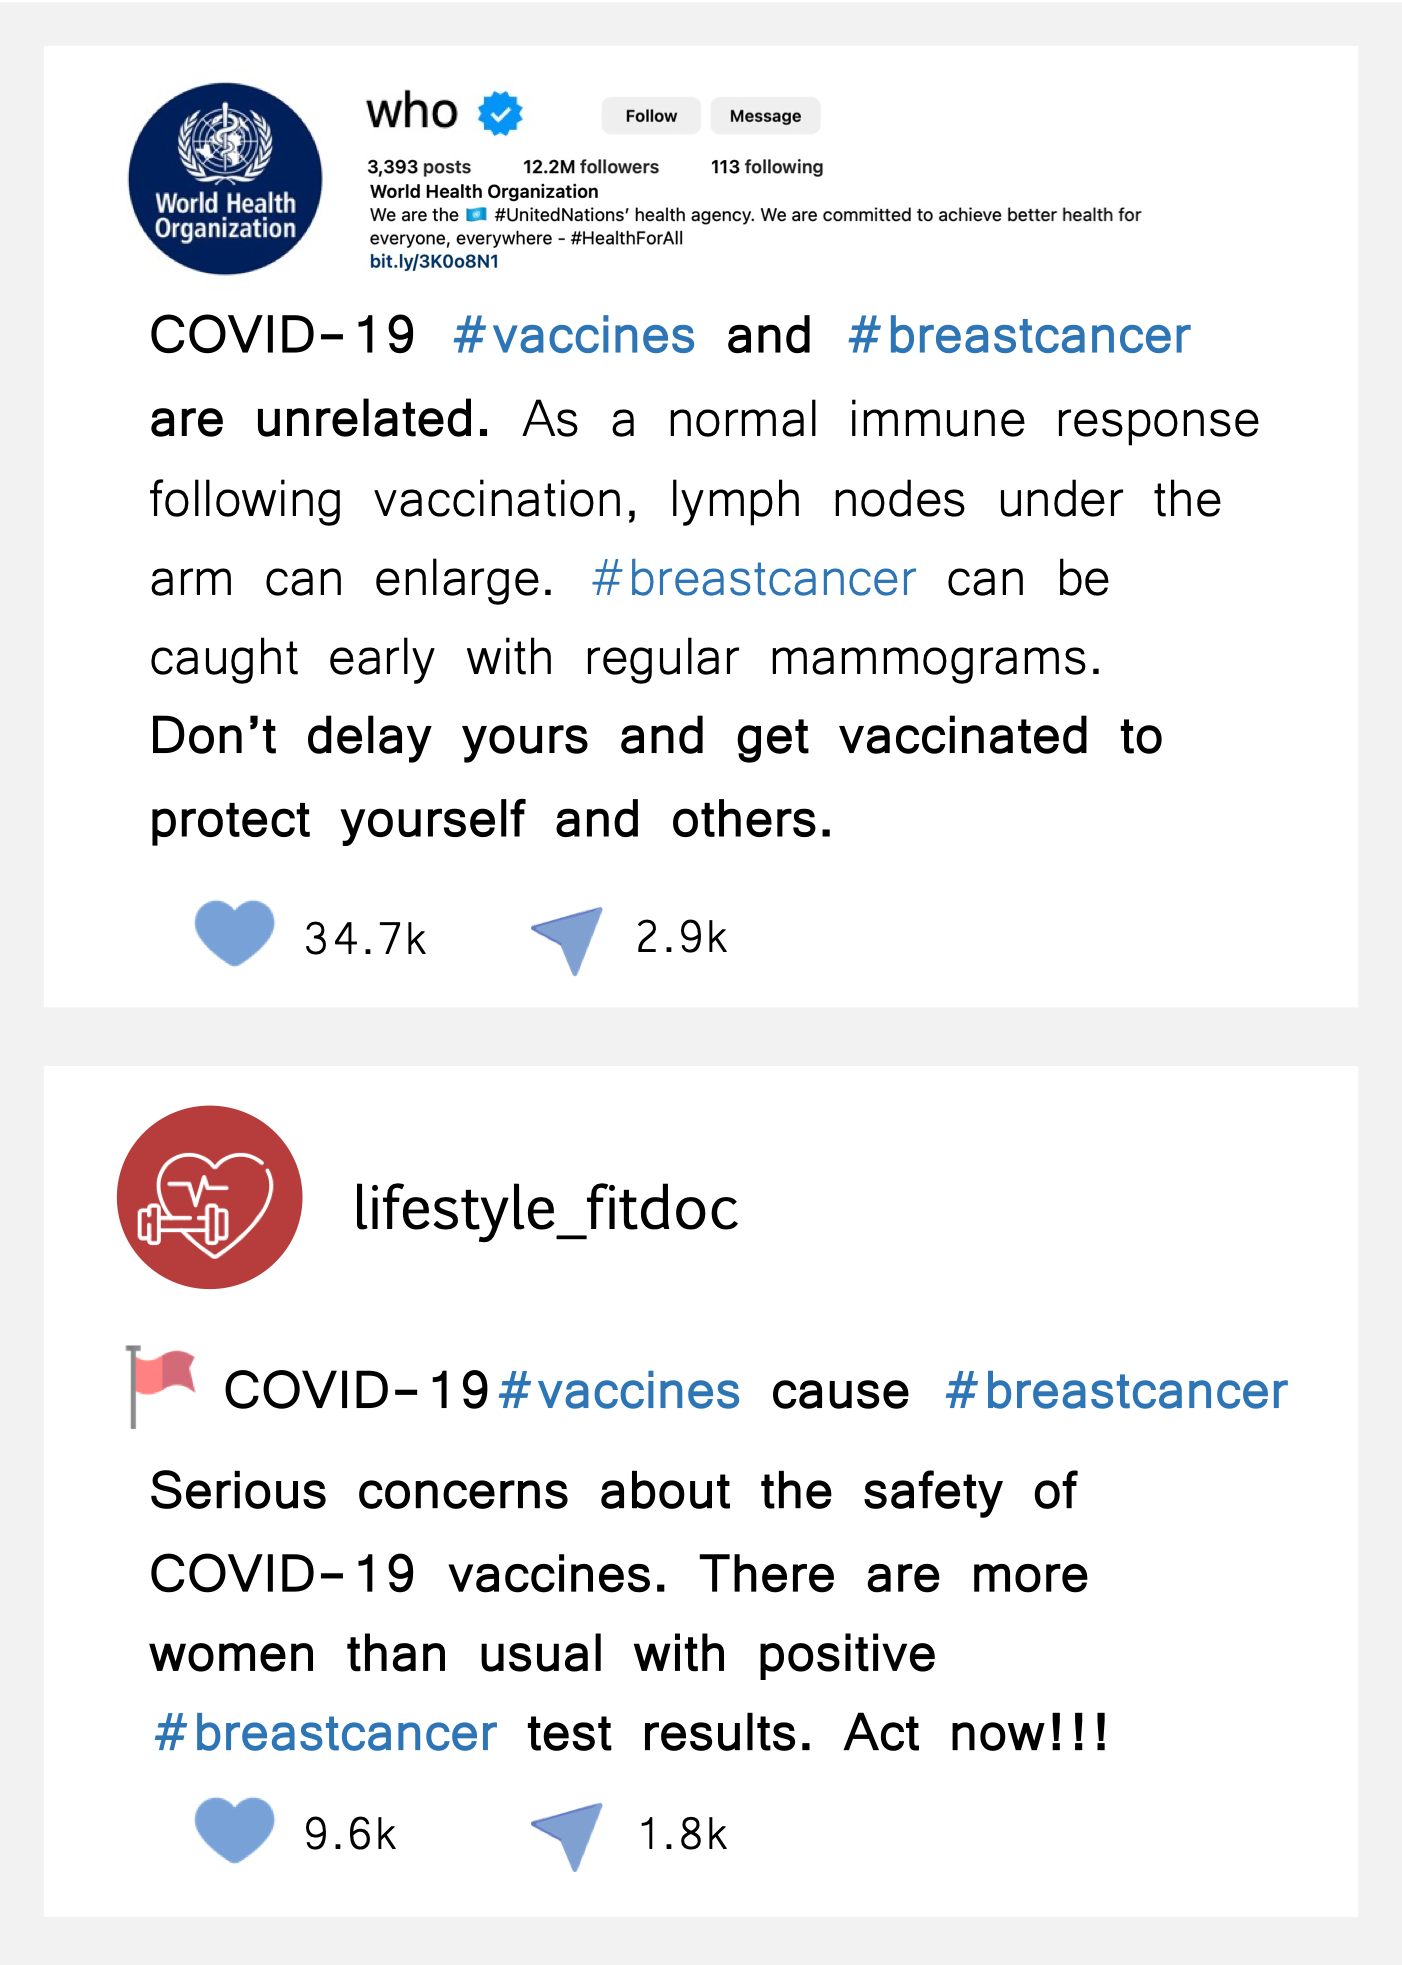 World Health
Organization
who
Follow
Message
3,393 posts 12.2M followers 113 following
World Health Organization
We are the #UnitedNations' health agency. We are committed to achieve better health for
everyone, everywhere - #HealthForAll
bit.ly/3K0o8N1
COVID-19 #vaccines and #breastcancer
are unrelated. As a normal immune response
following vaccination, lymph nodes under the
arm can enlarge. #breastcancer can be
caught early with regular mammograms.
Don't delay yours and get vaccinated to
protect yourself and others.
34.7k 2.9k
lifestyle_fitdoc
COVID-19#vaccines cause #breastcancer
Serious concerns about the safety of
COVID-19 vaccines. There are more
women than usual with positive
#breastcancer test results. Act now!!!
9.6k 1.8k